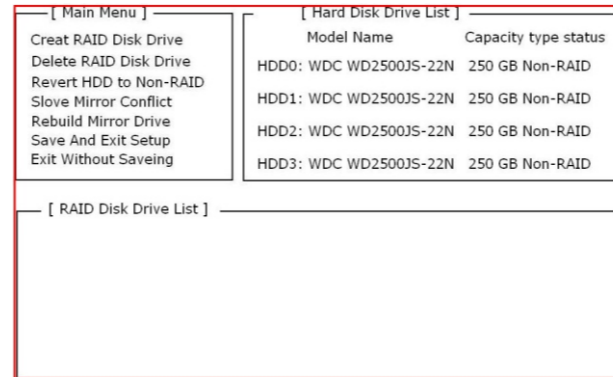 [ Main Menu ]
Creat RAID Disk Drive
Delete RAID Disk Drive
Revert HDD to Non-RAID
Slove Mirror Conflict
Rebuild Mirror Drive
Save And Exit Setup
Exit Without Saveing
[ Hard Disk Drive List ]
Model Name Capacity type status
HDD0: WDC WD2500JS-22N 250 GB Non-RAID
HDD1: WDC WD2500JS-22N 250 GB Non-RAID
HDD2: WDC WD2500JS-22N 250 GB Non-RAID
HDD3: WDC WD2500JS-22N 250 GB Non-RAID
[ RAID Disk Drive List ]